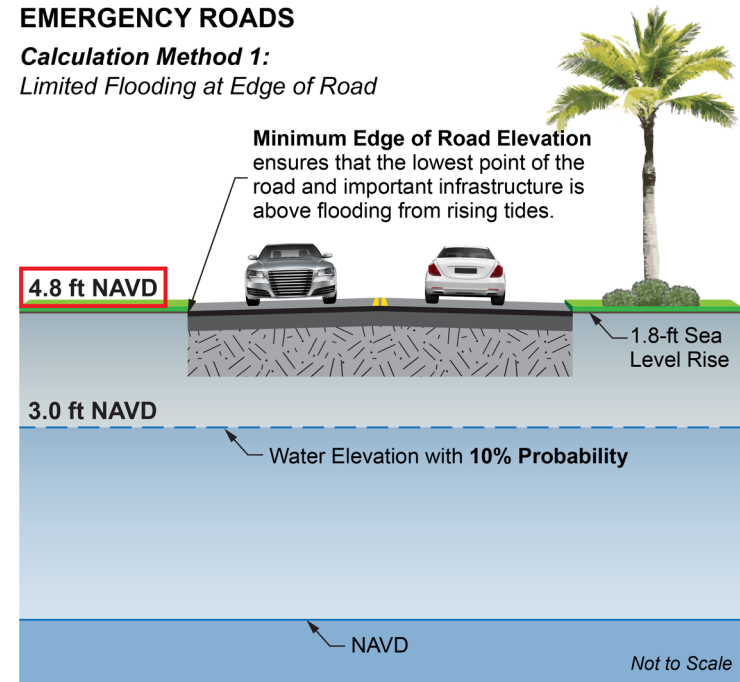 EMERGENCY ROADS
Calculation Method 1:
Limited Flooding at Edge of Road
Minimum Edge of Road Elevation
ensures that the lowest point of the
road and important infrastructure is
above flooding from rising tides.
4.8 ft NAVD
1.8-ft Sea
Level Rise
3.0 ft NAVD
Water Elevation with 10% Probability
NAVD
Not to Scale